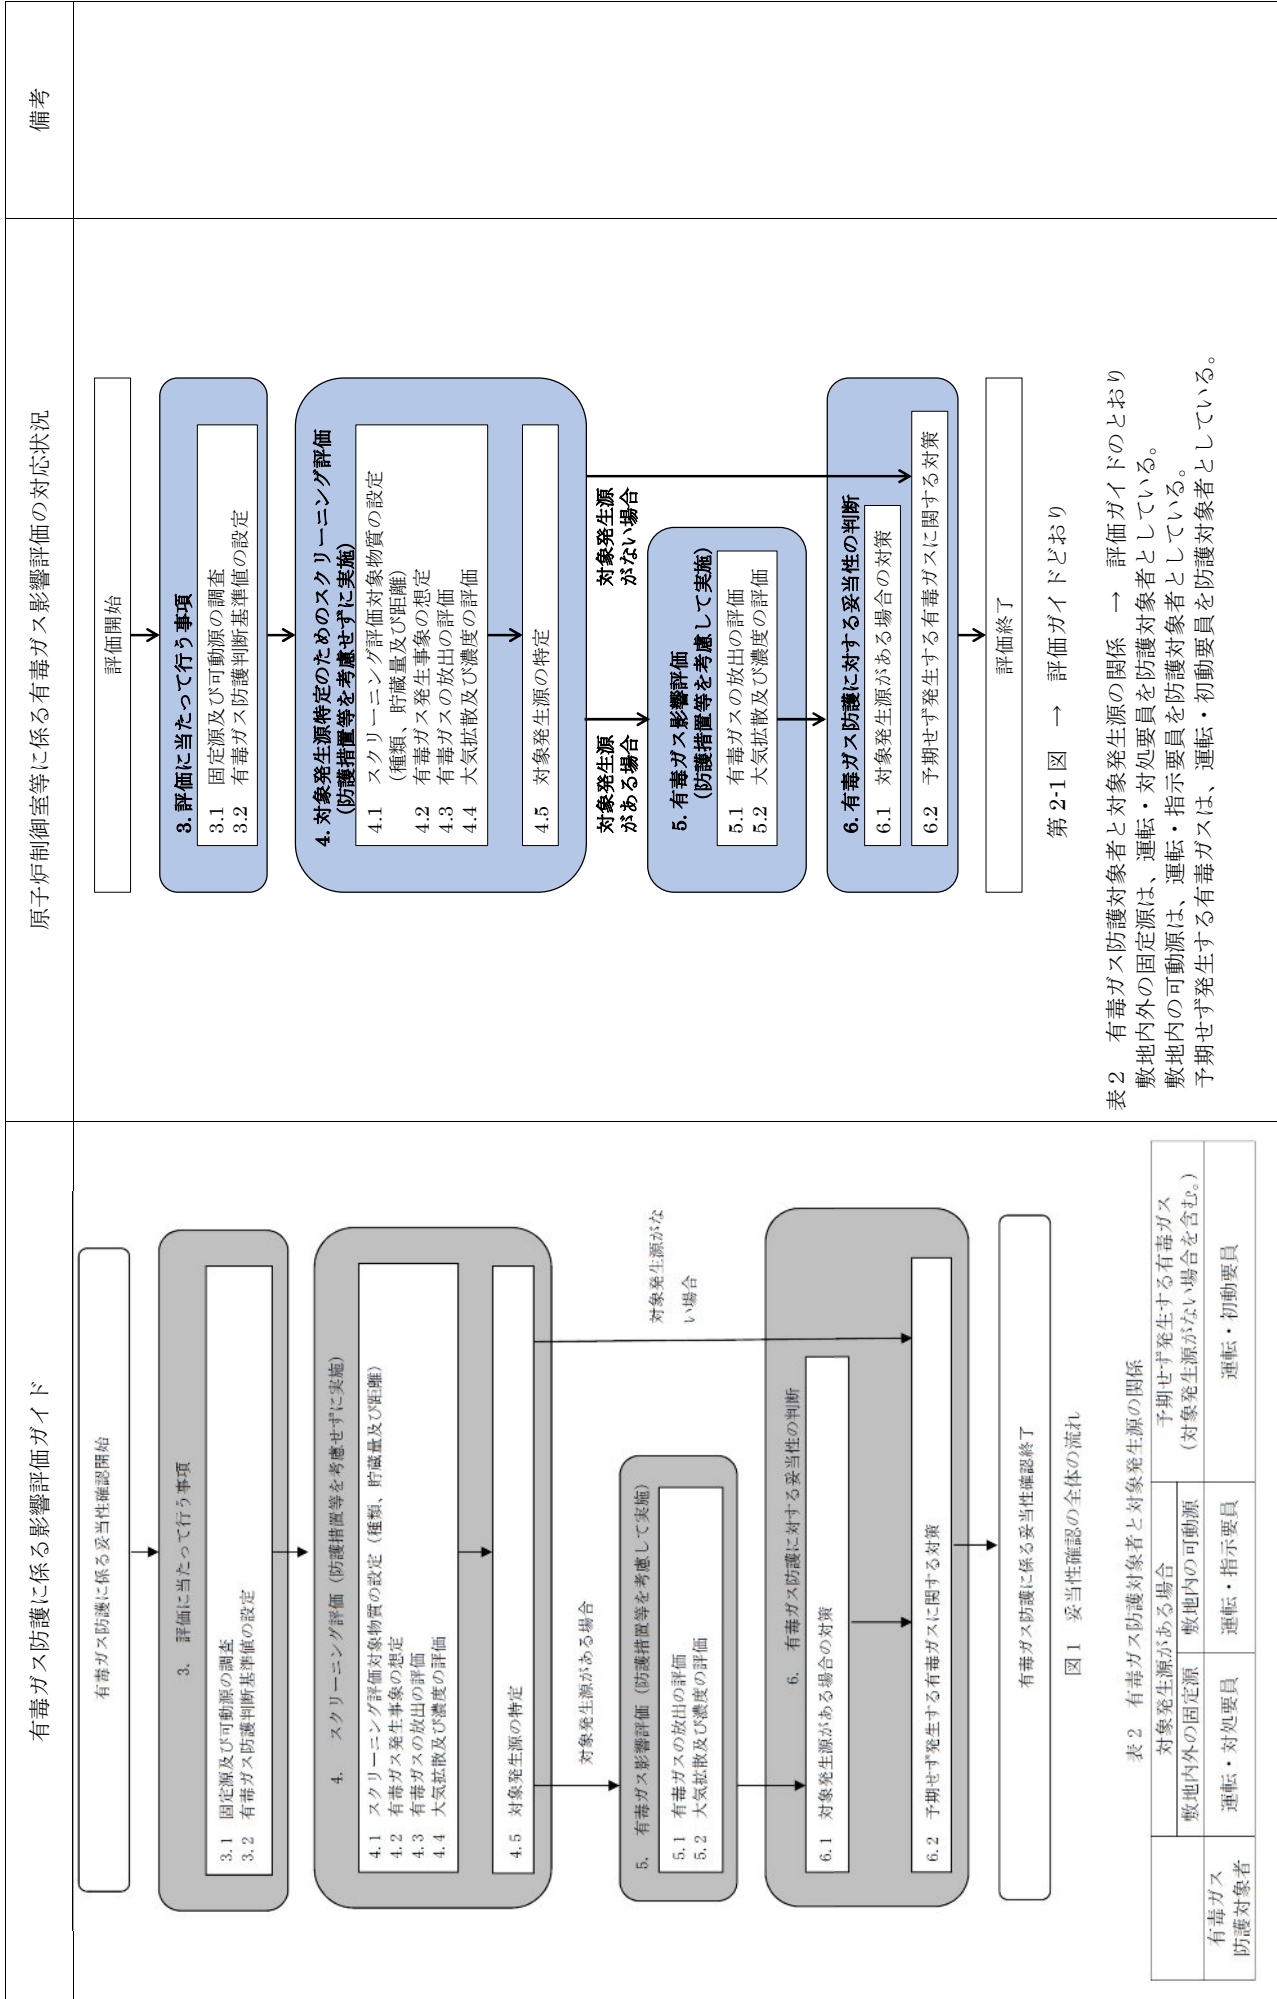 有毒ガス防護に係る影響評価ガイド
有毒ガス防護に係る妥当性確認開始
3. 評価に当たって行う事項
3.1 固定源及び可動源の調査
3.2 有毒ガス防護判断基準値の設定
4. スクリーニング評価（防護措置等を考慮せずに実施）
4.1 スクリーニング評価対象物質の設定（種類、貯蔵量及び距離）
4.2 有毒ガス発生事象の想定
4.3 有毒ガスの放出の評価
4.4 大気拡散及び濃度の評価
4.5 対象発生源の特定
対象発生源がある場合
対象発生源がな
い場合
5. 有毒ガス影響評価（防護措置等を考慮して実施）
5.1 有毒ガスの放出の評価
5.2 大気拡散及び濃度の評価
6. 有毒ガス防護に対する妥当性の判断
6.1 対象発生源がある場合の対策
6.2 予期せず発生する有毒ガスに関する対策
有毒ガス防護に係る妥当性確認終了
図1 妥当性確認の全体の流れ
表2 有毒ガス防護対象者と対象発生源の関係
対象発生源がある場合
予期せず発生する有毒ガス
（対象発生源がない場合を含む。）
敷地内外の固定源
敷地内の可動源
有毒ガス
防護対象者
運転・対処要員
運転・指示要員
運転・初動要員
原子炉制御室等に係る有毒ガス影響評価の対応状況
評価開始
3. 評価に当たって行う事項
3.1 固定源及び可動源の調査
3.2 有毒ガス防護判断基準値の設定
4. 対象発生源特定のためのスクリーニング評価
(防護措置等を考慮せずに実施)
4.1 スクリーニング評価対象物質の設定
(種類、貯蔵量及び距離)
4.2 有毒ガス発生事象の想定
4.3 有毒ガスの放出の評価
4.4 大気拡散及び濃度の評価
4.5 対象発生源の特定
対象発生源
がある場合
対象発生源
がない場合
5. 有毒ガス影響評価
(防護措置等を考慮して実施)
5.1 有毒ガスの放出の評価
5.2 大気拡散及び濃度の評価
6. 有毒ガス防護に対する妥当性の判断
6.1 対象発生源がある場合の対策
6.2 予期せず発生する有毒ガスに関する対策
評価終了
第2-1図 → 評価ガイドどおり
表2 有毒ガス防護対象者と対象発生源の関係 → 評価ガイドのとおり
敷地内外の固定源は、運転・対処要員を防護対象者としている。
敷地内の可動源は、運転・指示要員を防護対象者としている。
予期せず発生する有毒ガスは、運転・初動要員を防護対象者としている。
備考